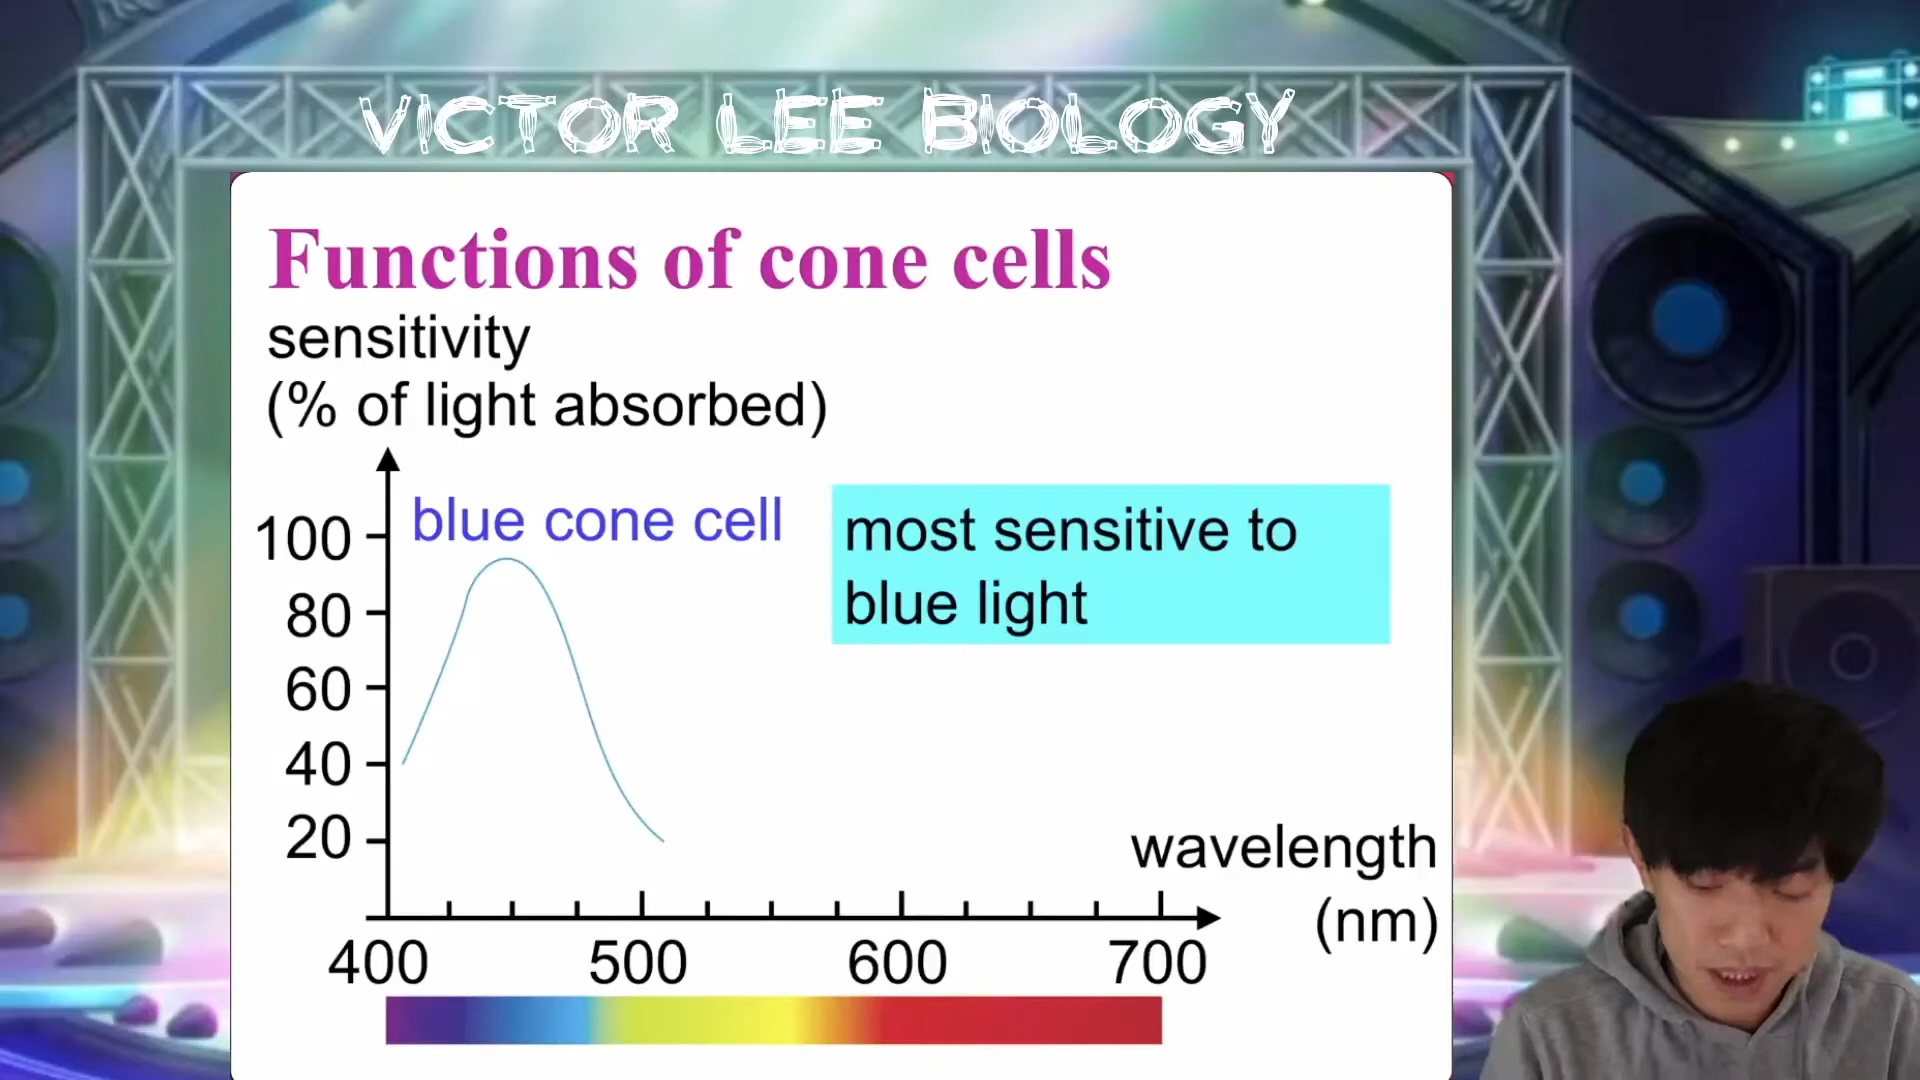 VICTOR LEE BIOLOGY
Functions of cone cells
sensitivity
(% of light absorbed)
blue cone cell
most sensitive to
blue light
100
80
60
40
20
wavelength
(nm)
400 500 600 700